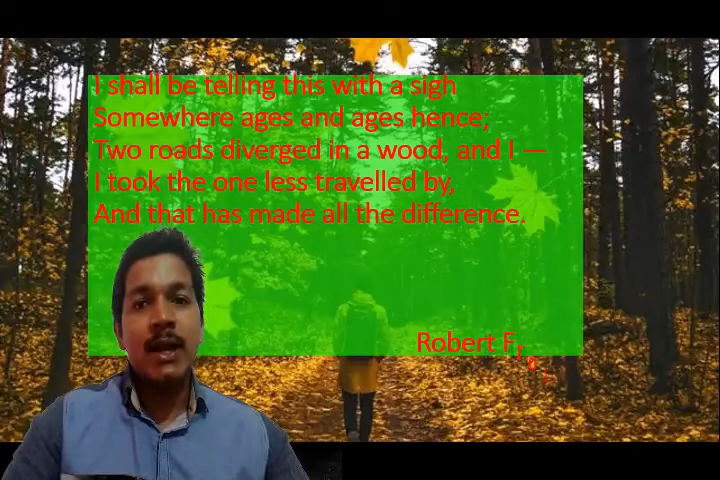 I shall be telling this with a sigh
Somewhere ages and ages hence;
Two roads diverged in a wood, and I —
I took the one less travelled by,
And that has made all the difference.
Robert